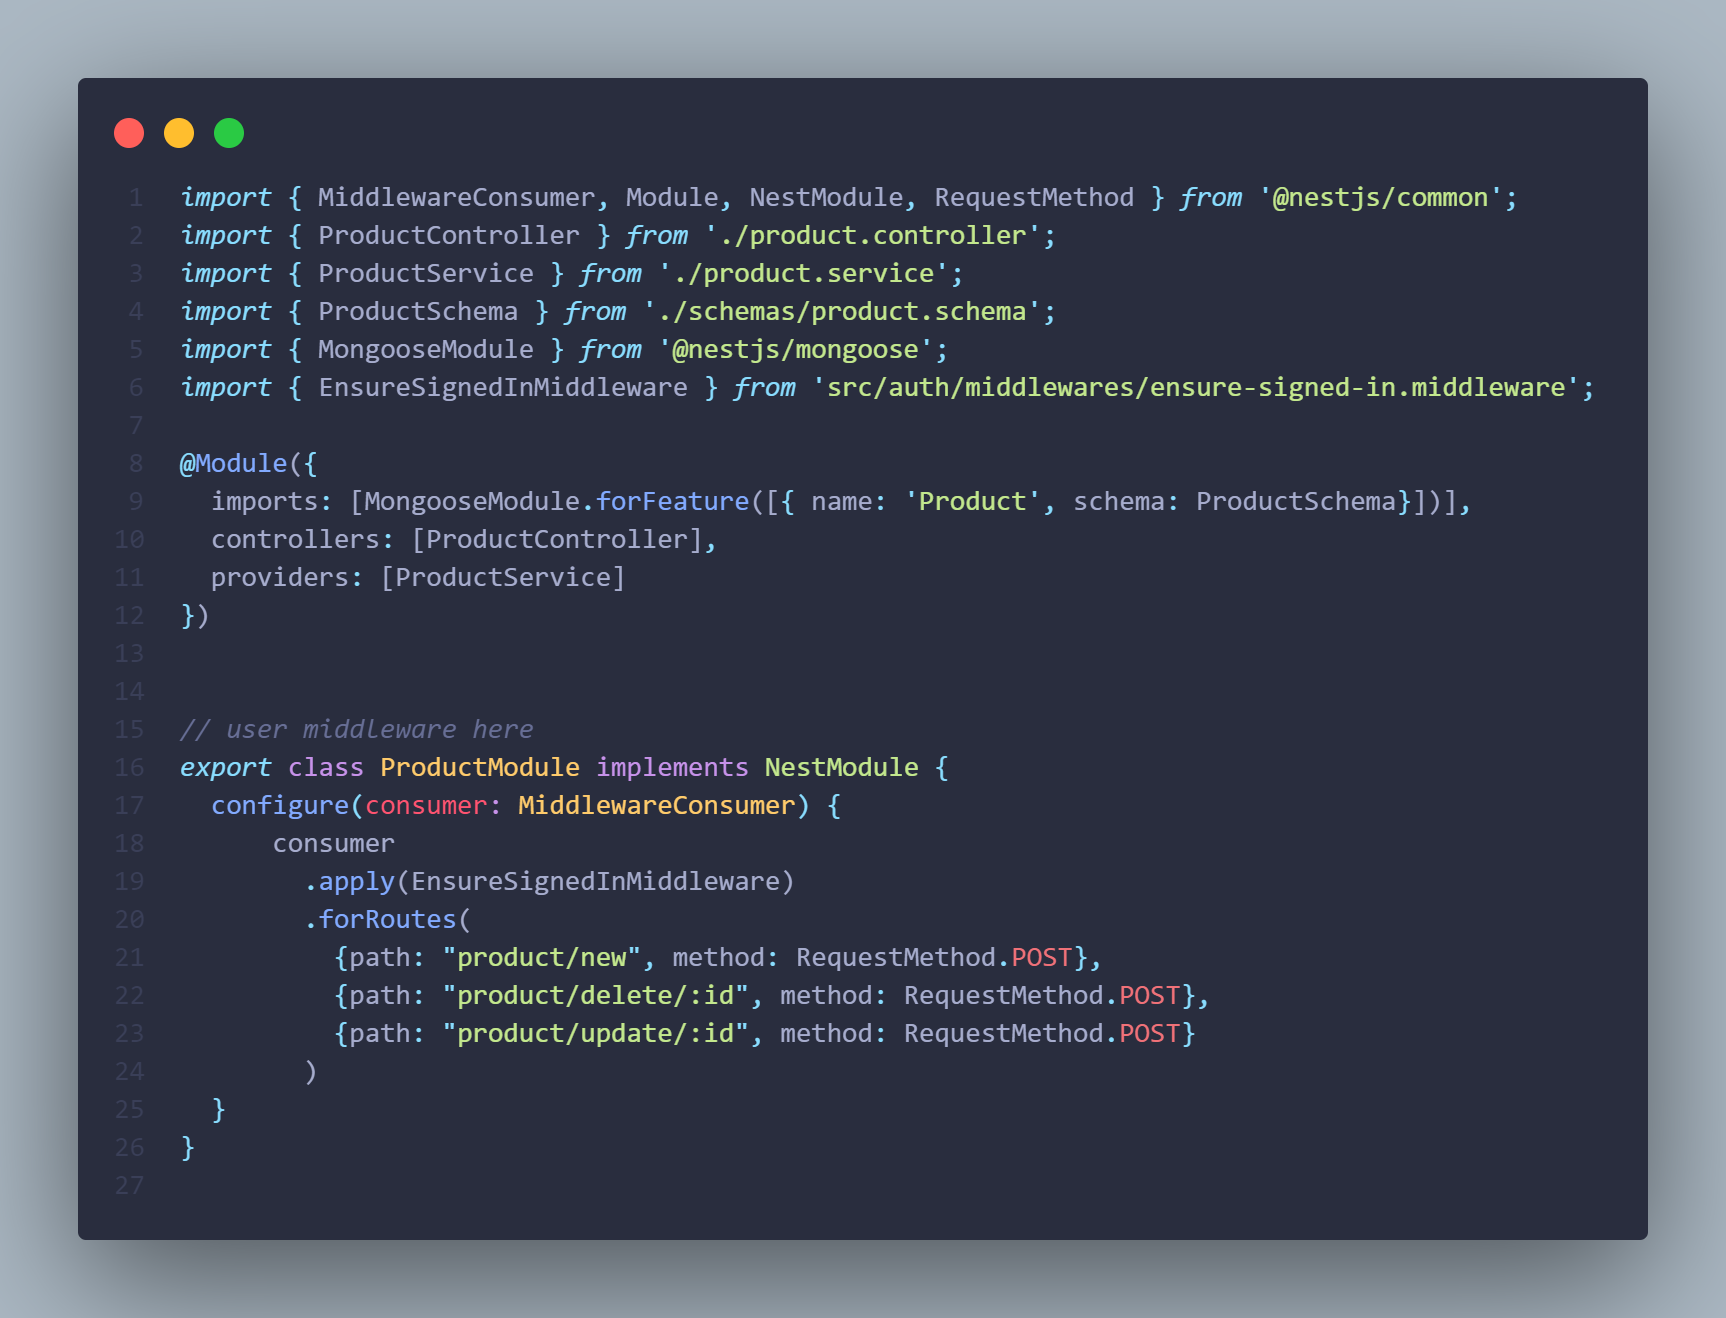 1 import { MiddlewareConsumer, Module, NestModule, RequestMethod } from '@nestjs/common';
2 import { ProductController } from './product.controller';
3 import { ProductService } from './product.service';
4 import { ProductSchema } from './schemas/product.schema';
5 import { MongooseModule } from '@nestjs/mongoose';
6 import { EnsureSignedInMiddleware } from 'src/auth/middlewares/ensure-signed-in.middleware';
7
8 @Module({
9   imports: [MongooseModule.forFeature([{ name: 'Product', schema: ProductSchema}])],
10   controllers: [ProductController],
11   providers: [ProductService]
12 })
13
14
15 // user middleware here
16 export class ProductModule implements NestModule {
17   configure(consumer: MiddlewareConsumer) {
18       consumer
19         .apply(EnsureSignedInMiddleware)
20         .forRoutes(
21           {path: "product/new", method: RequestMethod.POST},
22           {path: "product/delete/:id", method: RequestMethod.POST},
23           {path: "product/update/:id", method: RequestMethod.POST}
24         )
25   }
26 }
27